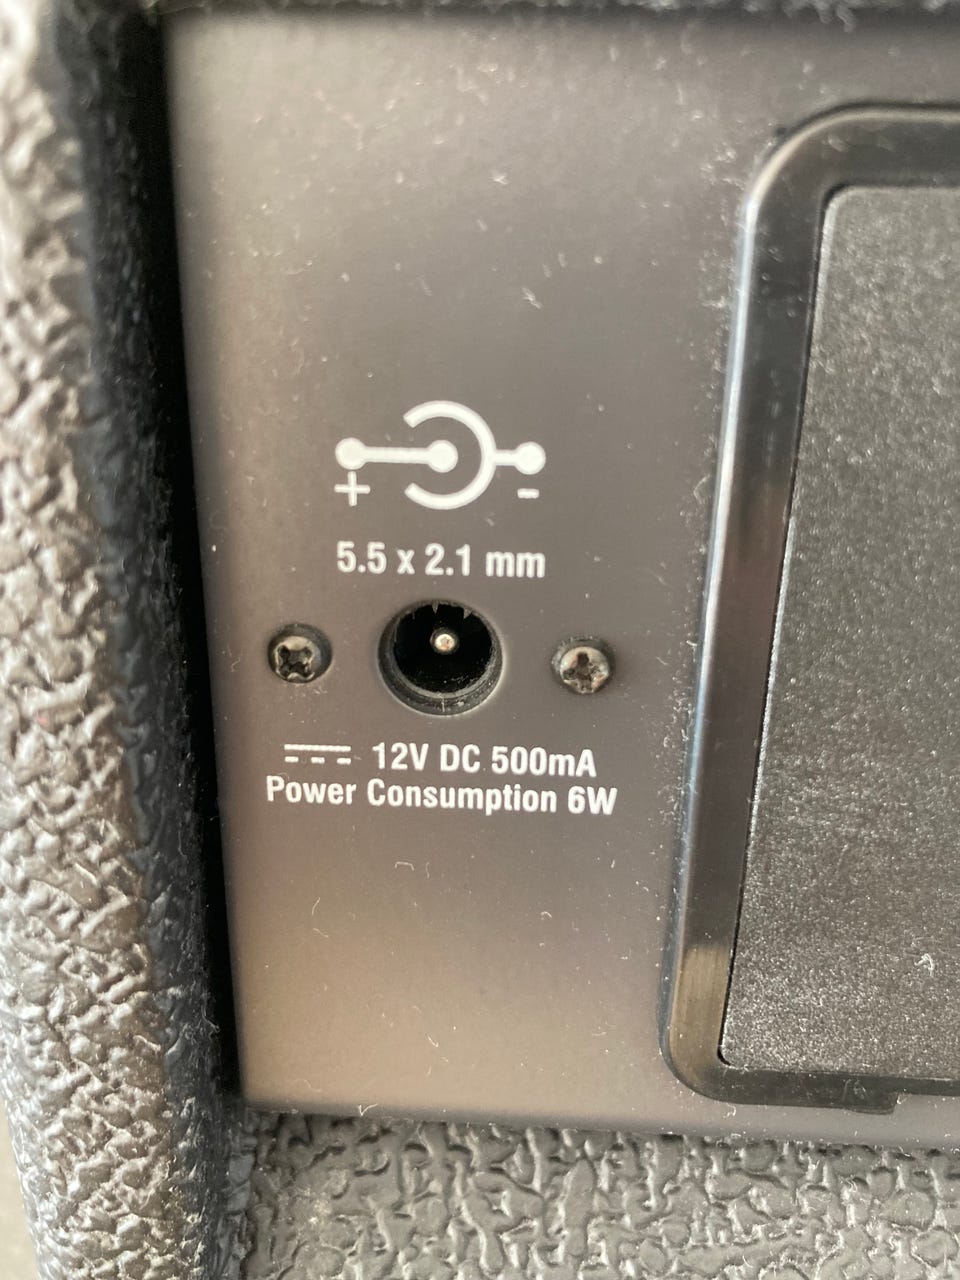 + -
5.5 x 2.1 mm
12V DC 500mA
Power Consumption 6W